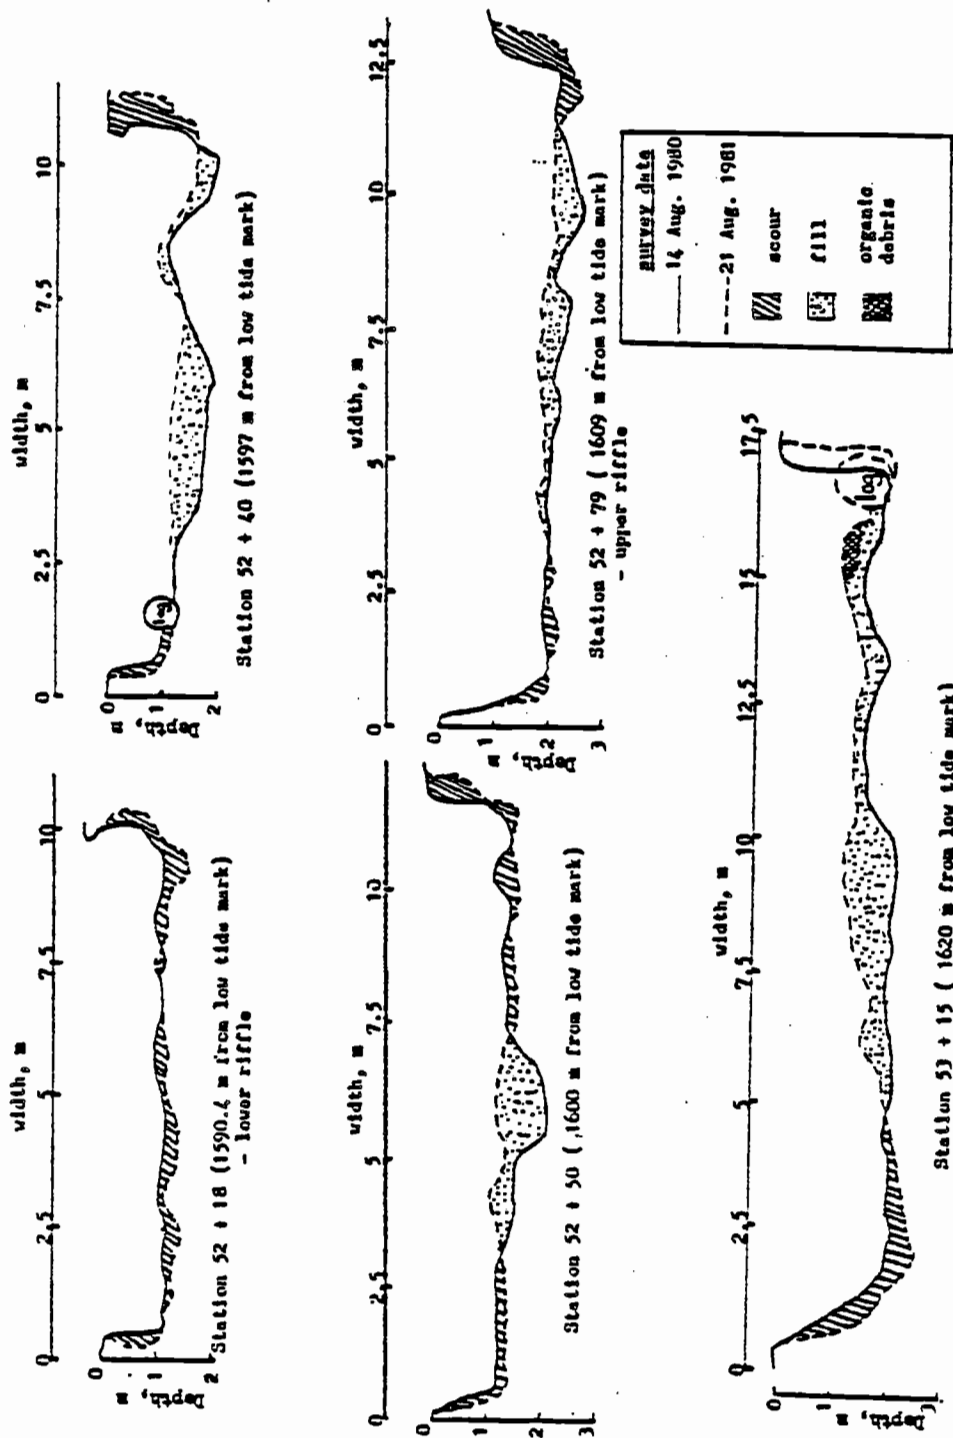 width, m
0 2.5 5 7.5 10
0
1
2
Depth, m
Station 52 + 18 (1590.4 m from low tide mark)
- lower riffle
width, m
0 2.5 5 7.5 10
0
1
2
Depth, m
log
Station 52 + 40 (1597 m from low tide mark)
width, m
0 2.5 5 7.5 10
0
1
2
3
Station 52 + 50 (1600 m from low tide mark)
width, m
0 2.5 5 7.5 10 12.5
0
1
2
3
Depth, m
Station 52 + 79 (1609 m from low tide mark)
- upper riffle
width, m
0 2.5 5 7.5 10 12.5 15 17.5
0
1
3
Depth, m
log
Station 53 + 15 (1620 m from low tide mark)
survey date
14 Aug. 1980
21 Aug. 1981
scour
fill
organic
debris